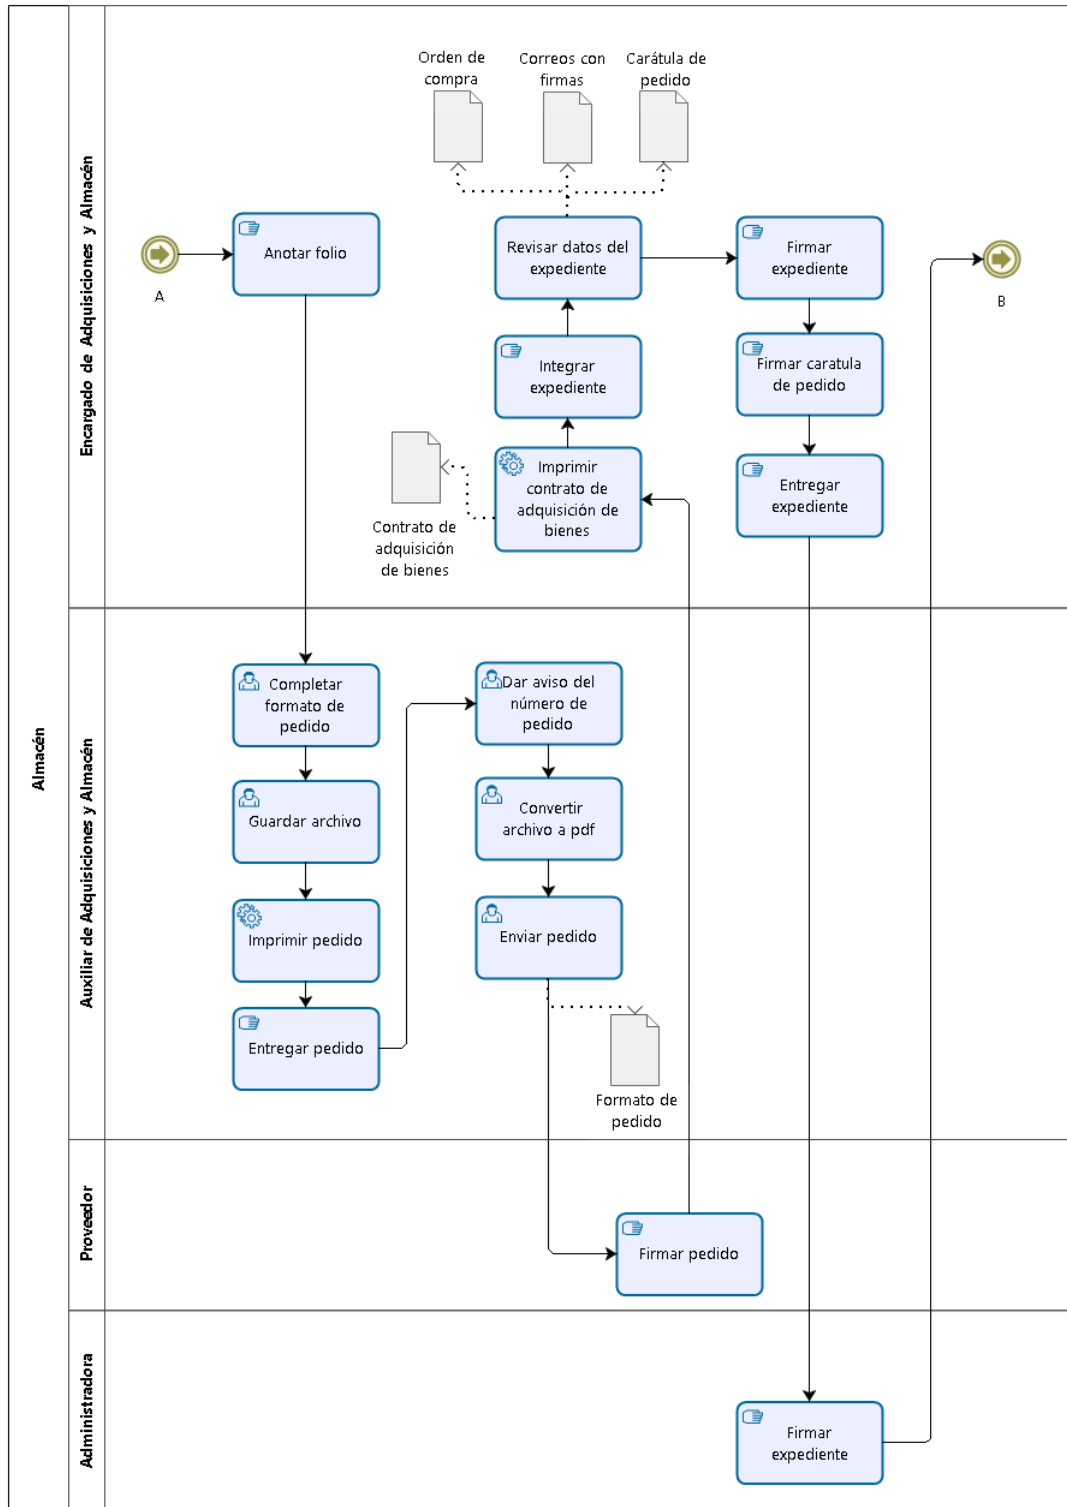 Almacén
Encargado de Adquisiciones y Almacén
Orden de
compra
Correos con
firmas
Carátula de
pedido
A
Anotar folio
Revisar datos del
expediente
Firmar
expediente
B
Integrar
expediente
Firmar caratula
de pedido
Imprimir
contrato de
adquisición de
bienes
Entregar
expediente
Contrato de
adquisición
de bienes
Auxiliar de Adquisiciones y Almacén
Completar
formato de
pedido
Dar aviso del
número de
pedido
Guardar archivo
Convertir
archivo a pdf
Imprimir pedido
Enviar pedido
Entregar pedido
Formato de
pedido
Proveedor
Firmar pedido
Administradora
Firmar
expediente